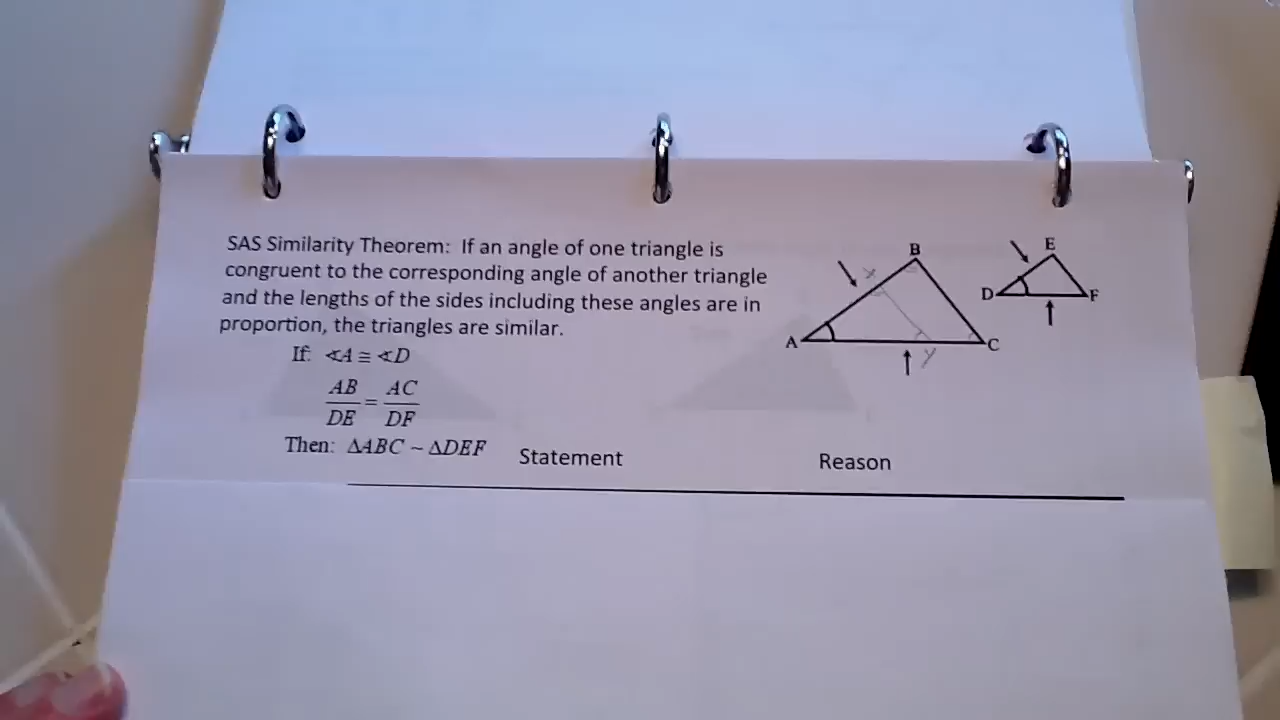 SAS Similarity Theorem: If an angle of one triangle is
congruent to the corresponding angle of another triangle
and the lengths of the sides including these angles are in
proportion, the triangles are similar.
If: ∢A ≅ ∢D
AB/DE = AC/DF
Then: ΔABC ~ ΔDEF
Statement Reason
B
X
A
C
Y
E
D
F